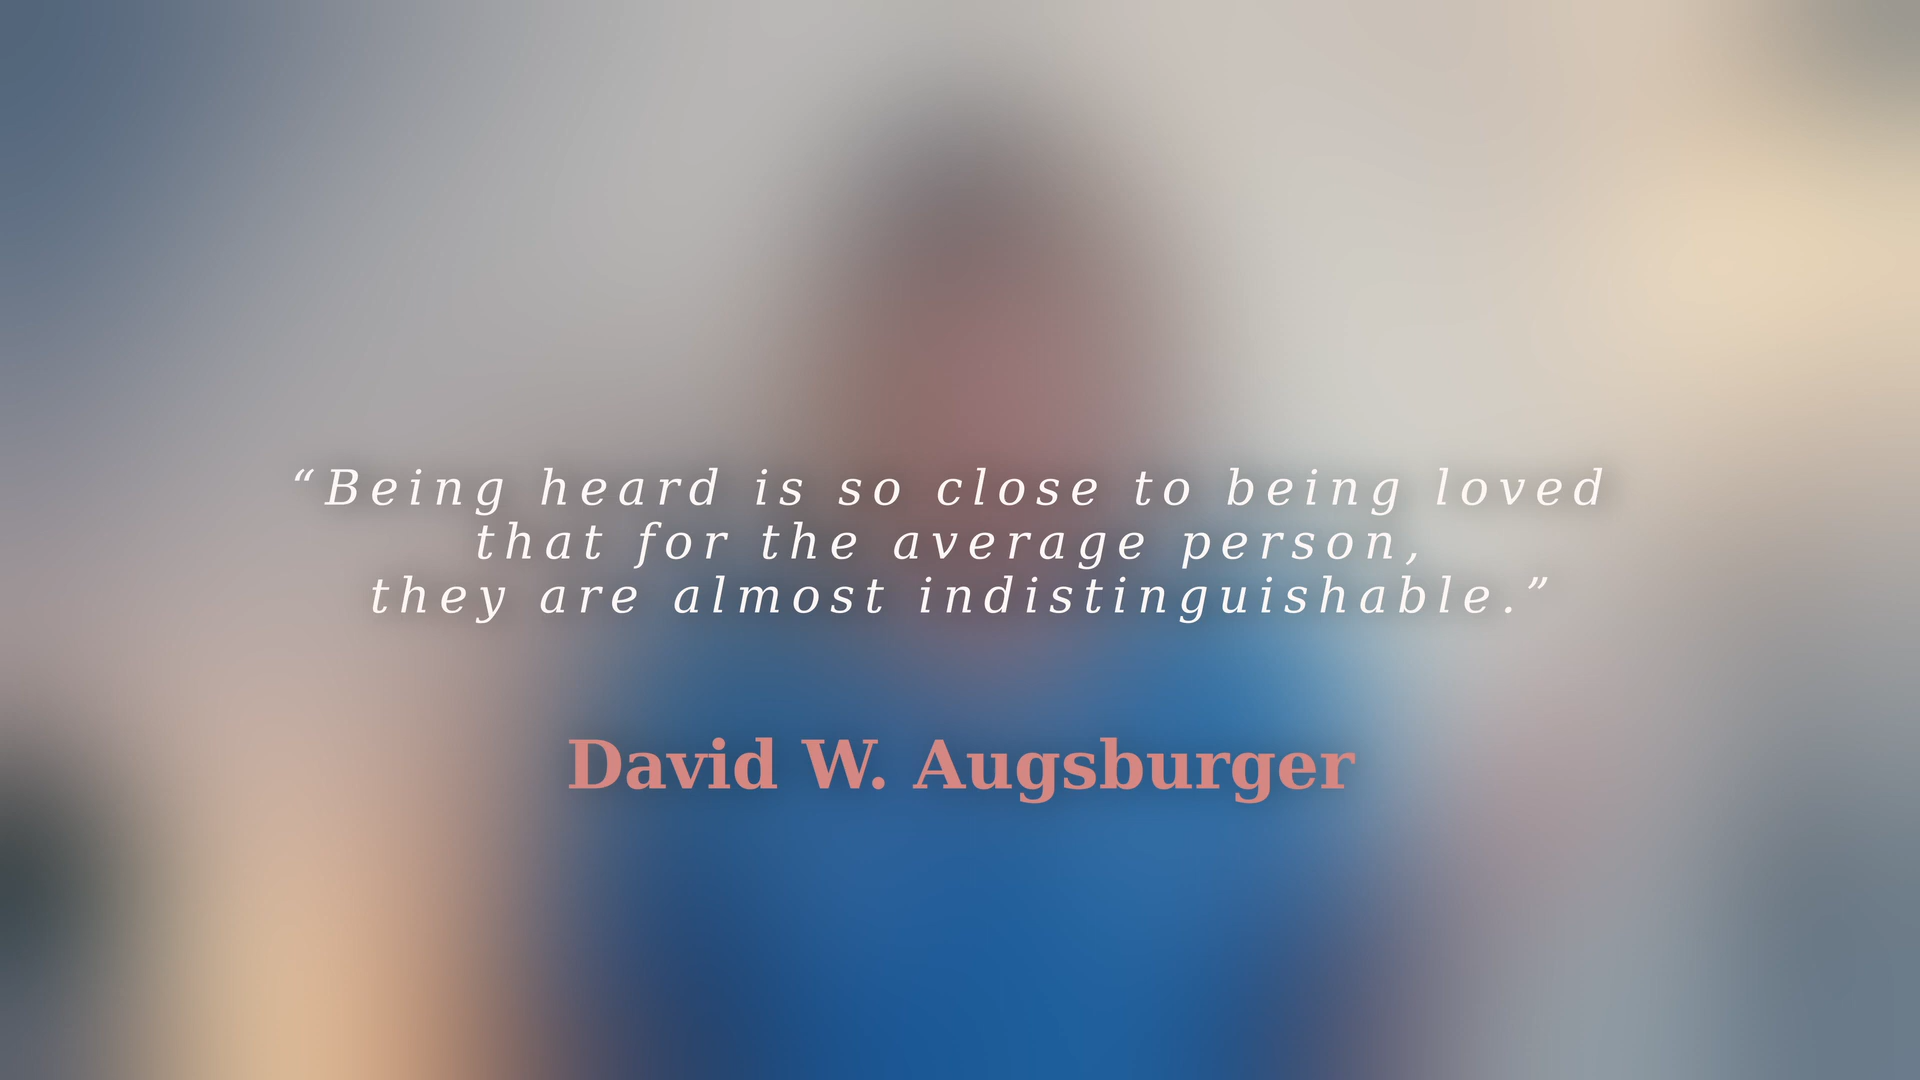 “Being heard is so close to being loved
that for the average person,
they are almost indistinguishable.”
David W. Augsburger